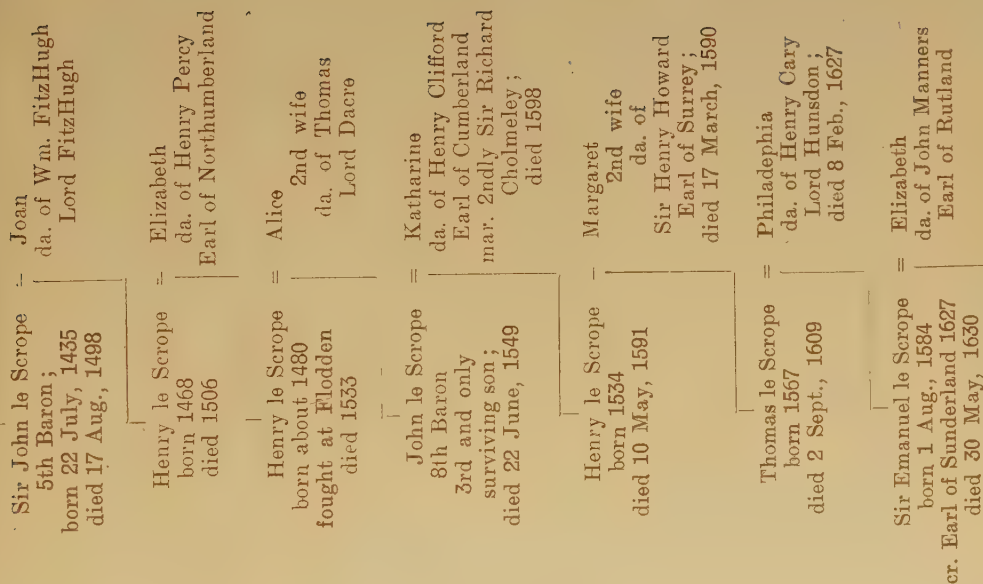 Sir John le Scrope – Joan
5th Baron ;
da. of Wm. FitzHugh
born 22 July, 1435
Lord FitzHugh
died 17 Aug., 1498
Henry le Scrope – Elizabeth
born 1468
da. of Henry Percy
died 1506
Earl of Northumberland
Henry le Scrope = Alice
born about 1480
2nd wife
fought at Flodden
da. of Thomas
died 1533
Lord Dacre
John le Scrope = Katharine
8th Baron
da. of Henry Clifford
3rd and only
Earl of Cumberland
surviving son ;
mar. 2ndly Sir Richard
died 22 June, 1549
Cholmeley ;
died 1598
Henry le Scrope – Margaret
born 1534
2nd wife
died 10 May, 1591
da. of
Sir Henry Howard
Earl of Surrey ;
died 17 March, 1590
Thomas le Scrope = Philadephia
born 1567
da. of Henry Cary
died 2 Sept., 1609
Lord Hunsdon ;
died 8 Feb., 1627
Sir Emanuel le Scrope = Elizabeth
born 1 Aug., 1584
da. of John Manners
cr. Earl of Sunderland 1627
Earl of Rutland
died 30 May, 1630